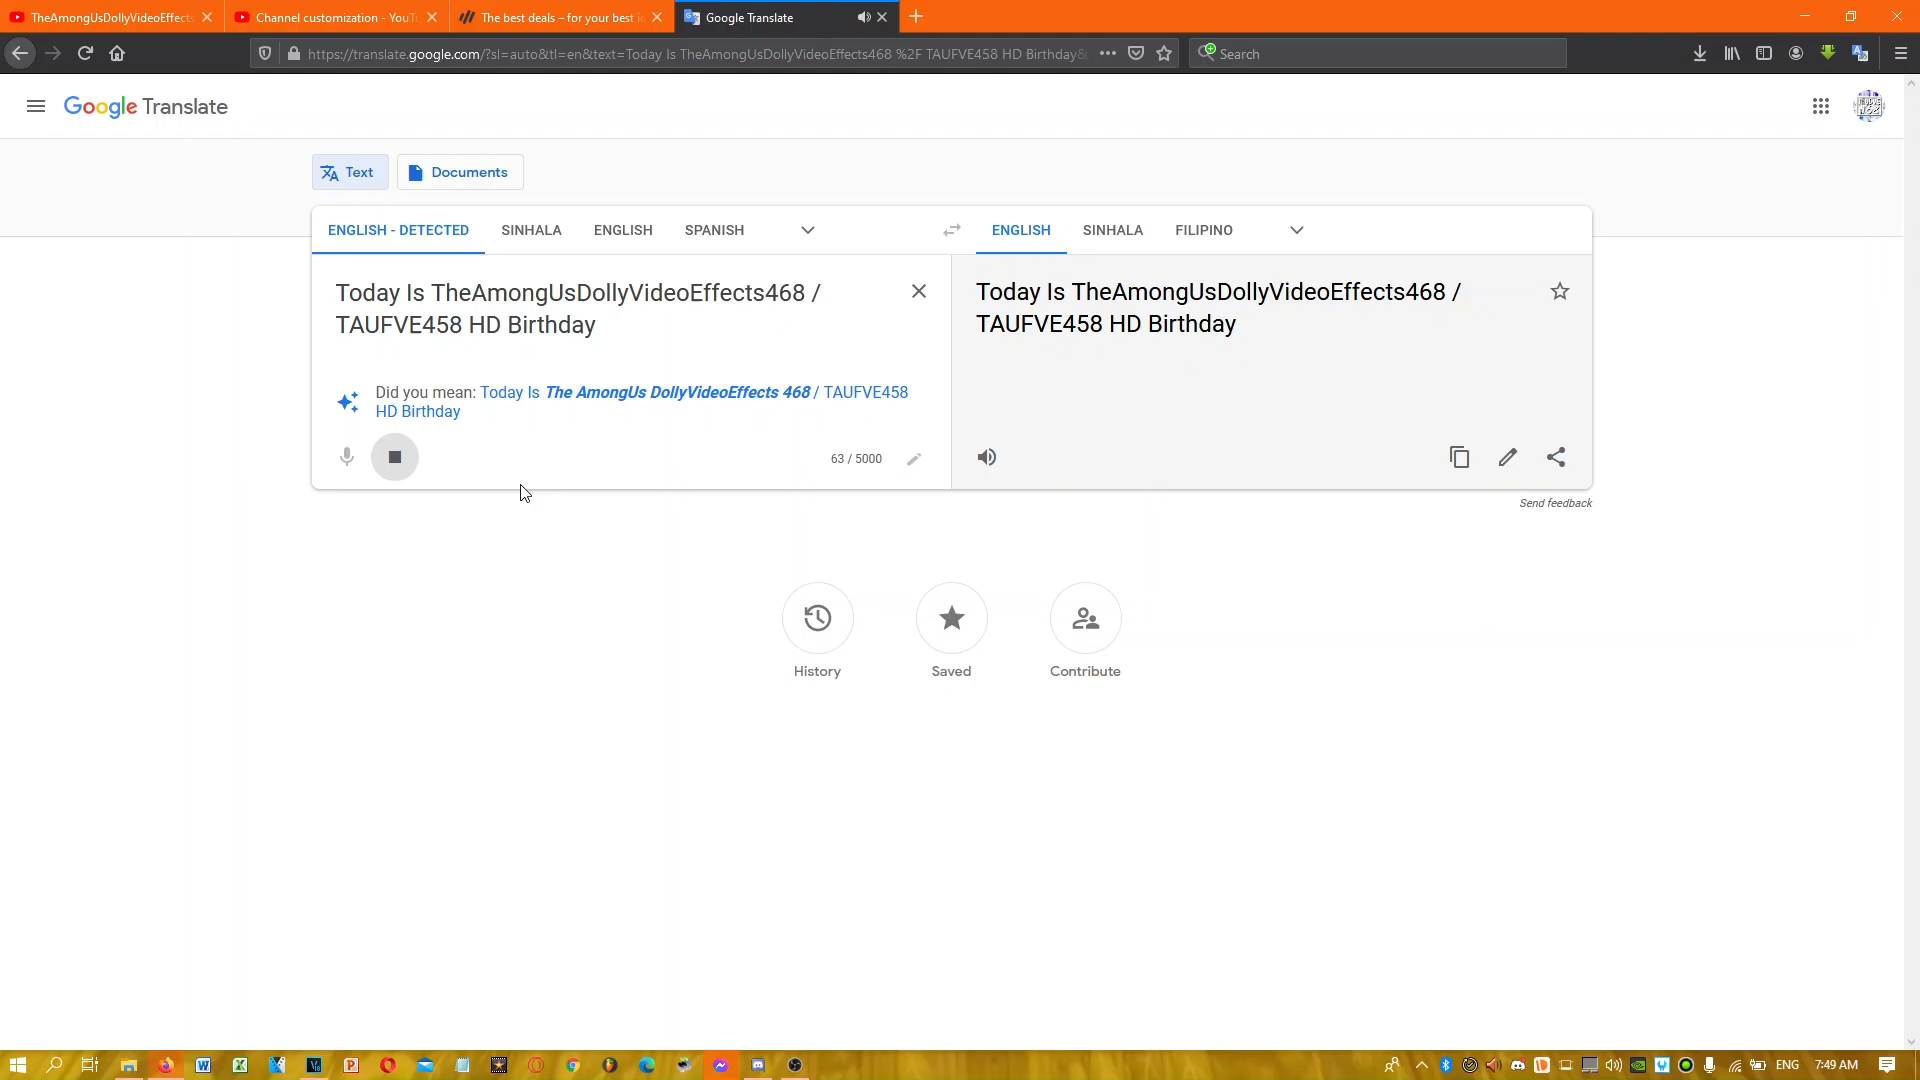 TheAmongUsDollyVideoEffects
Channel customization - YouTu
The best deals – for your best i
Google Translate
https://translate.google.com/?sl=auto&tl=en&text=Today Is TheAmongUsDollyVideoEffects468 %2F TAUFVE458 HD Birthday&
Search
Google Translate
Text
Documents
ENGLISH - DETECTED
SINHALA
ENGLISH
SPANISH
ENGLISH
SINHALA
FILIPINO
Today Is TheAmongUsDollyVideoEffects468 /
TAUFVE458 HD Birthday
Today Is TheAmongUsDollyVideoEffects468 /
TAUFVE458 HD Birthday
Did you mean: Today Is The AmongUs DollyVideoEffects 468 / TAUFVE458
HD Birthday
63 / 5000
Send feedback
History
Saved
Contribute
ENG
7:49 AM